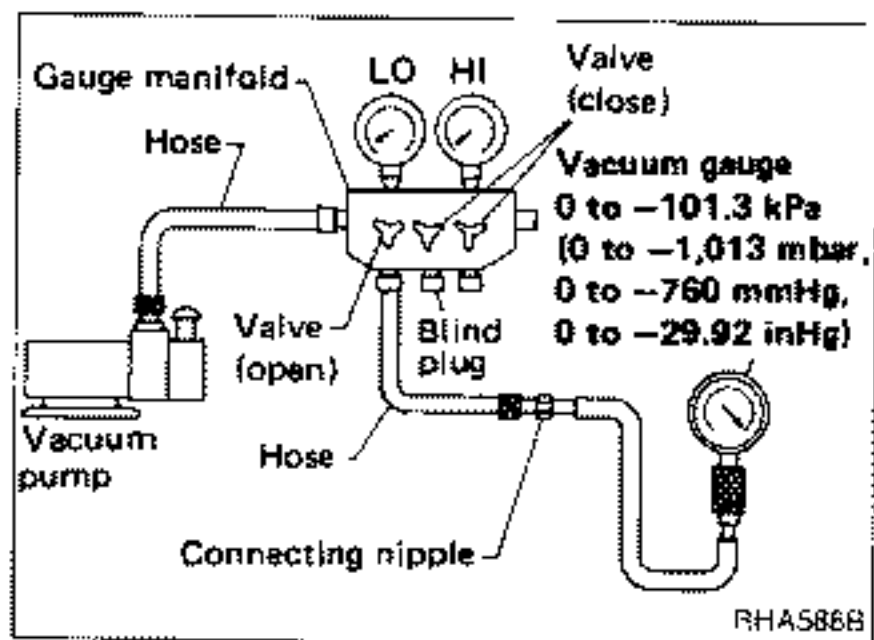 LO HI
Gauge manifold
Valve
(close)
Hose
Vacuum gauge
0 to −101.3 kPa
(0 to −1,013 mbar,
0 to −760 mmHg,
0 to −29.92 inHg)
Valve
(open)
Blind
plug
Vacuum
pump
Hose
Connecting nipple
RHA586B